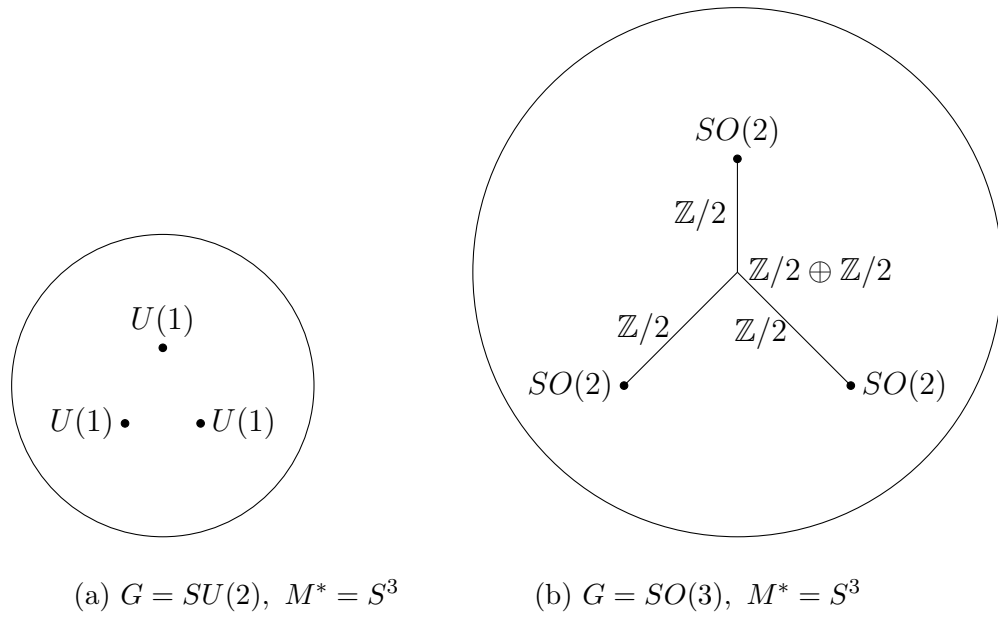 SO(2)
ℤ/2
ℤ/2 ⊕ ℤ/2
U(1)
ℤ/2 ℤ/2
SO(2) SO(2)
U(1) U(1)
(a) G = SU(2), M* = S³ (b) G = SO(3), M* = S³